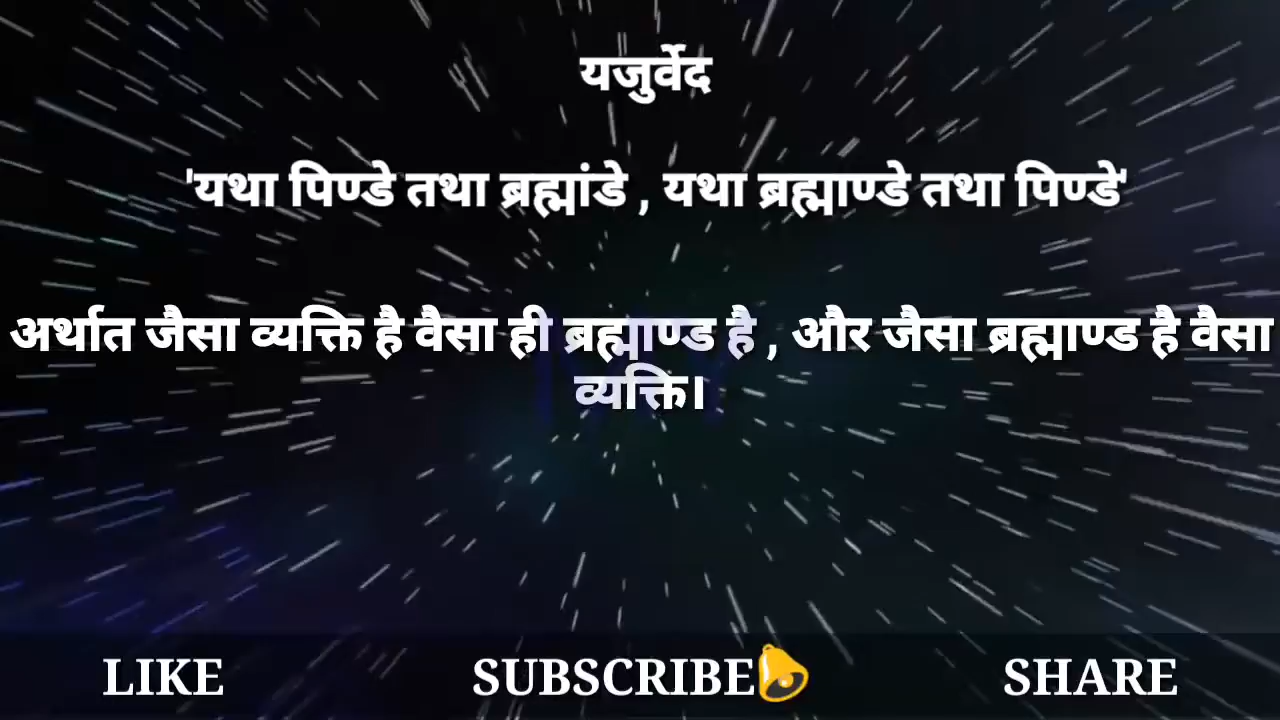 यजुर्वेद
'यथा पिण्डे तथा ब्रह्मांडे , यथा ब्रह्माण्डे तथा पिण्डे'
अर्थात जैसा व्यक्ति है वैसा ही ब्रह्माण्ड है , और जैसा ब्रह्माण्ड है वैसा
व्यक्ति।
LIKE SUBSCRIBE🔔 SHARE